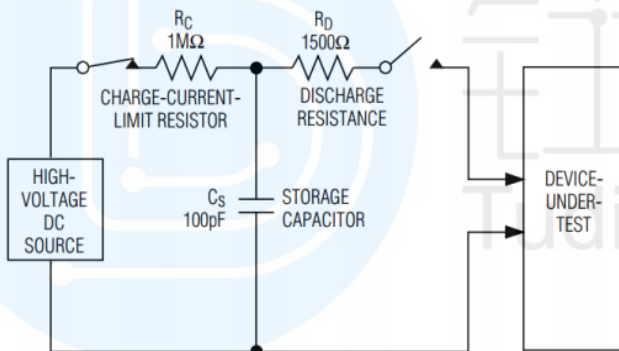 RC
1MΩ
CHARGE-CURRENT-
LIMIT RESISTOR
RD
1500Ω
DISCHARGE
RESISTANCE
HIGH-
VOLTAGE
DC
SOURCE
CS
100pF
STORAGE
CAPACITOR
DEVICE-
UNDER-
TEST